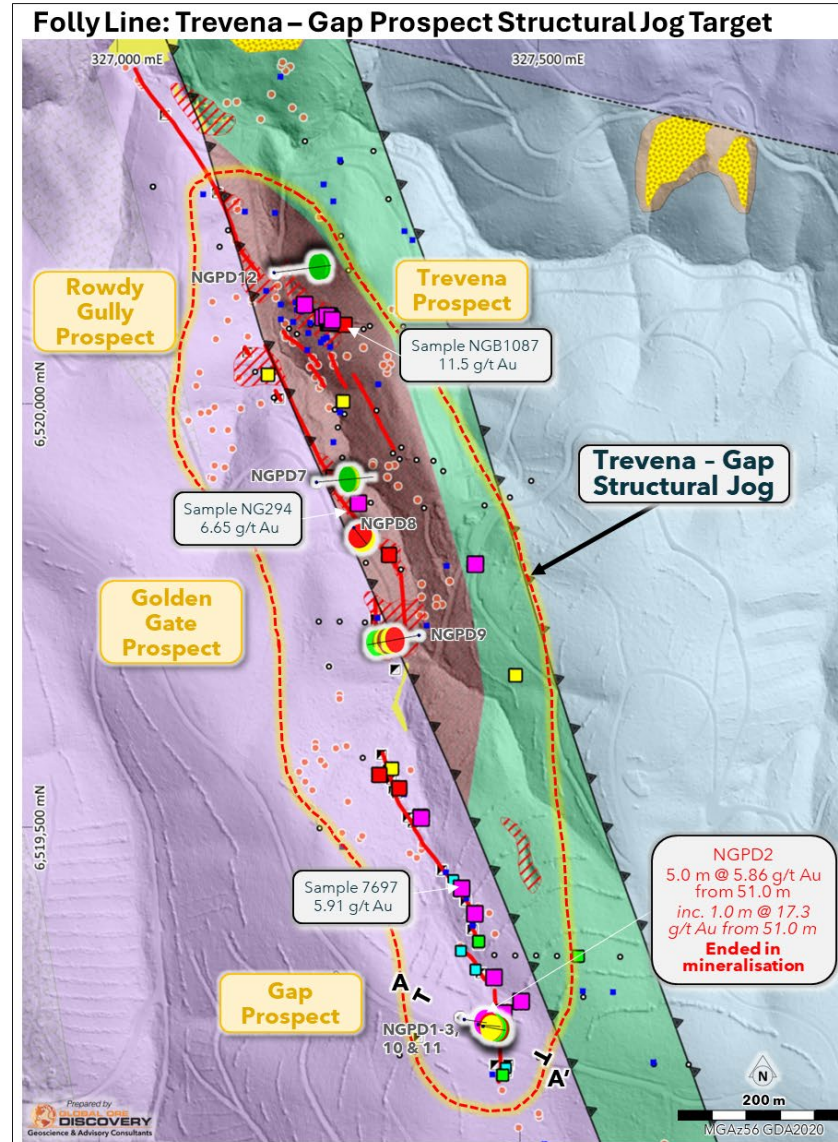 Folly Line: Trevena – Gap Prospect Structural Jog Target
327,000 mE
327,500 mE
NGPD12
Rowdy
Gully
Prospect
Trevena
Prospect
Sample NGB1087
11.5 g/t Au
6,520,000 mN
Trevena - Gap
Structural Jog
NGPD7
Sample NG294
6.65 g/t Au
NGPD8
Golden
Gate
Prospect
NGPD9
6,519,500 mN
Sample 7697
5.91 g/t Au
NGPD2
5.0 m @ 5.86 g/t Au
from 51.0 m
inc. 1.0 m @ 17.3
g/t Au from 51.0 m
Ended in
mineralisation
Gap
Prospect
A
NGPD1-3,
10 & 11
A'
N
200 m
MGAz56 GDA2020
Prepared by
GLOBAL ORE
DISCOVERY
Geoscience & Advisory Consultants